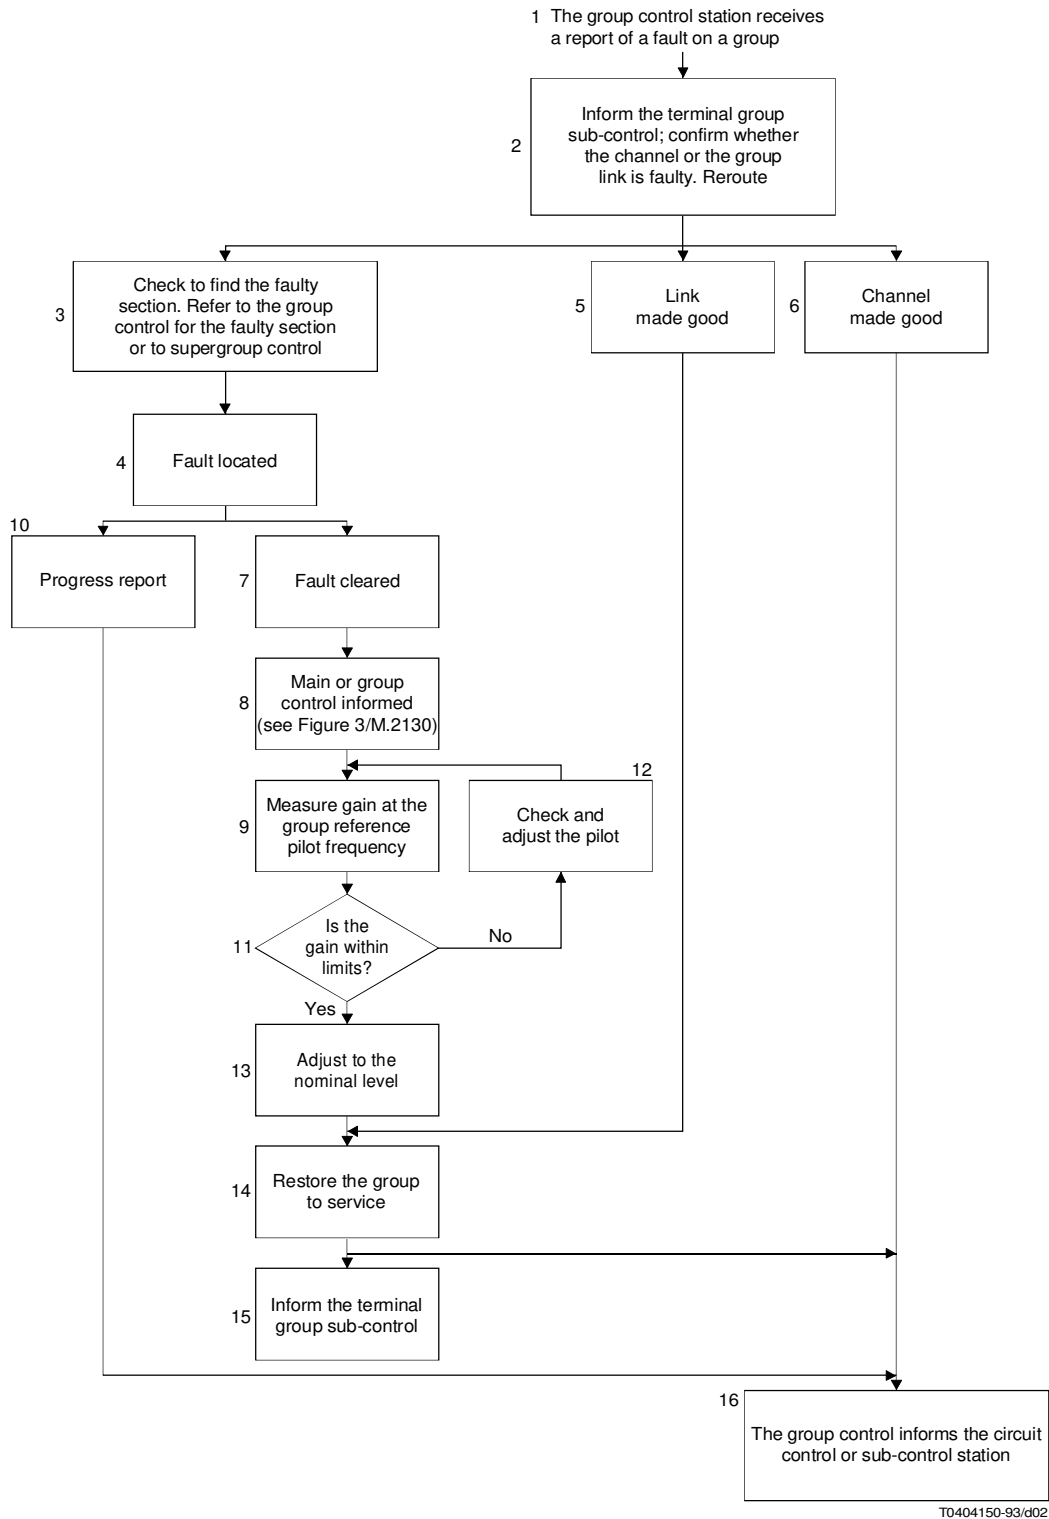 1 The group control station receives
a report of a fault on a group
2
Inform the terminal group
sub-control; confirm whether
the channel or the group
link is faulty. Reroute
3
Check to find the faulty
section. Refer to the group
control for the faulty section
or to supergroup control
5
Link
made good
6
Channel
made good
4
Fault located
10
Progress report
7
Fault cleared
8
Main or group
control informed
(see Figure 3/M.2130)
9
Measure gain at the
group reference
pilot frequency
12
Check and
adjust the pilot
11
Is the
gain within
limits?
No
Yes
13
Adjust to the
nominal level
14
Restore the group
to service
15
Inform the terminal
group sub-control
16
The group control informs the circuit
control or sub-control station
T0404150-93/d02